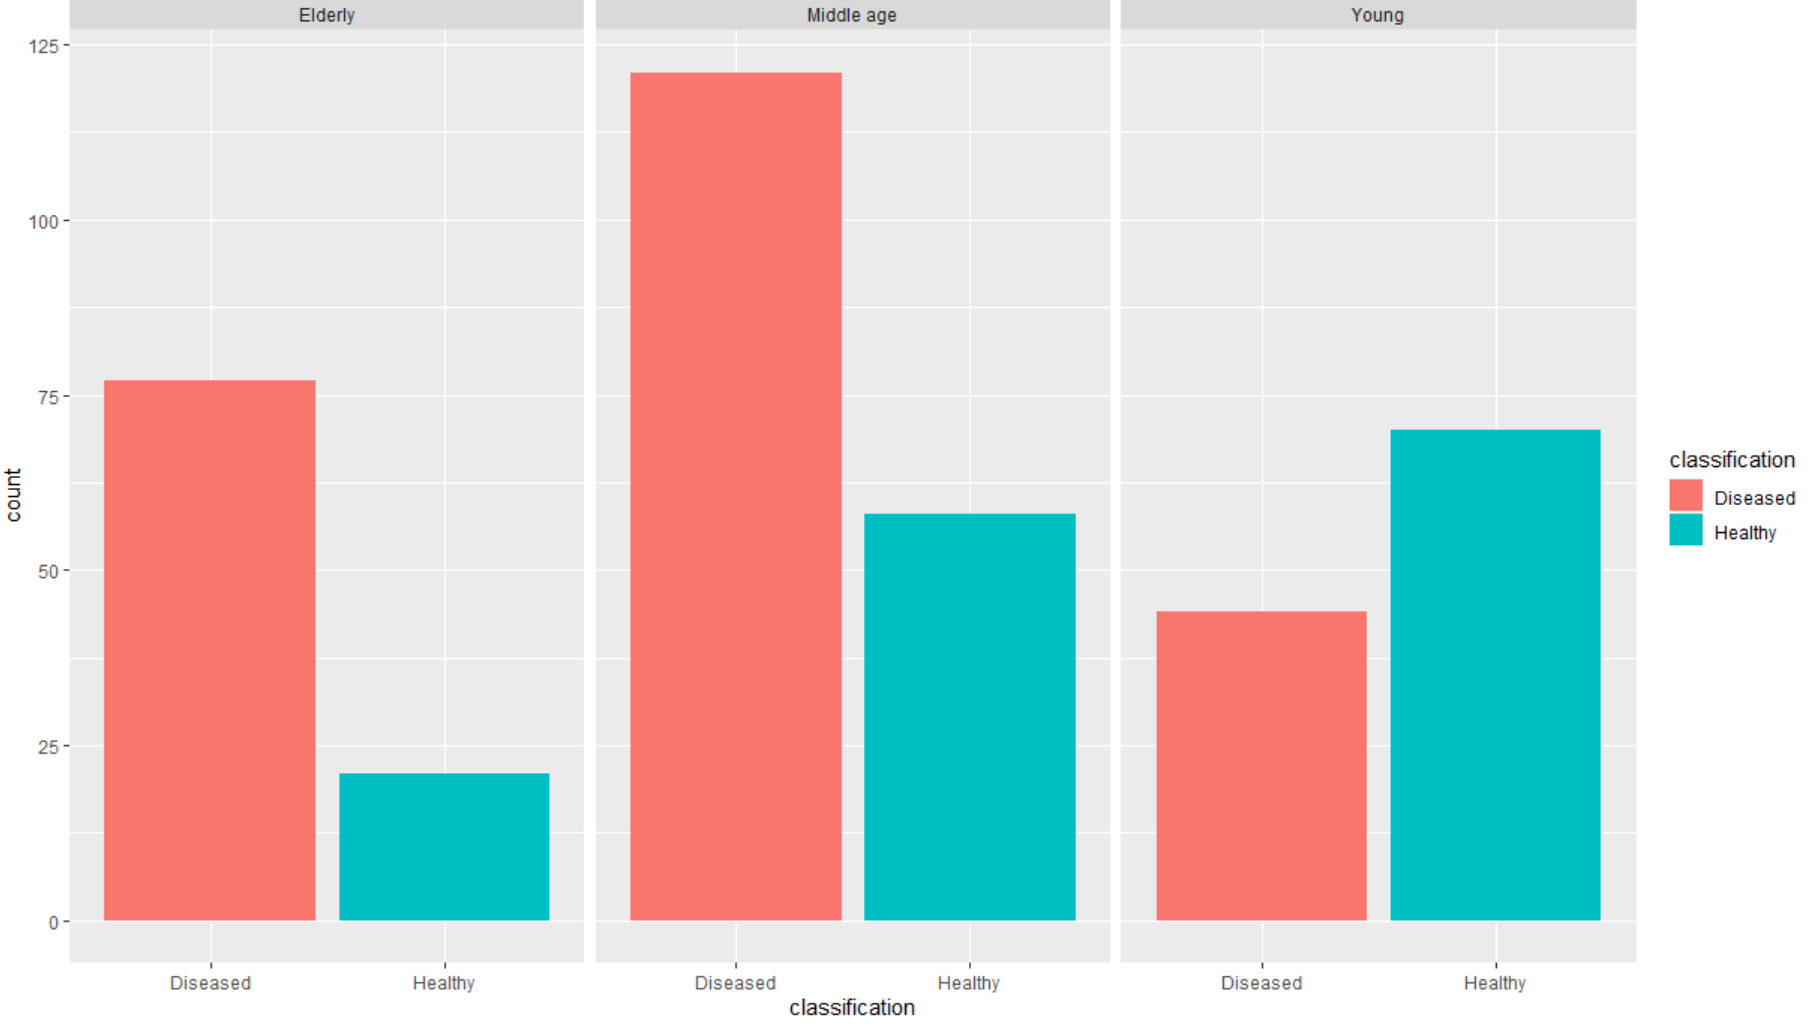 Elderly
Middle age
Young
125
100
75
50
25
0
count
Diseased
Healthy
Diseased
Healthy
Diseased
Healthy
classification
classification
Diseased
Healthy